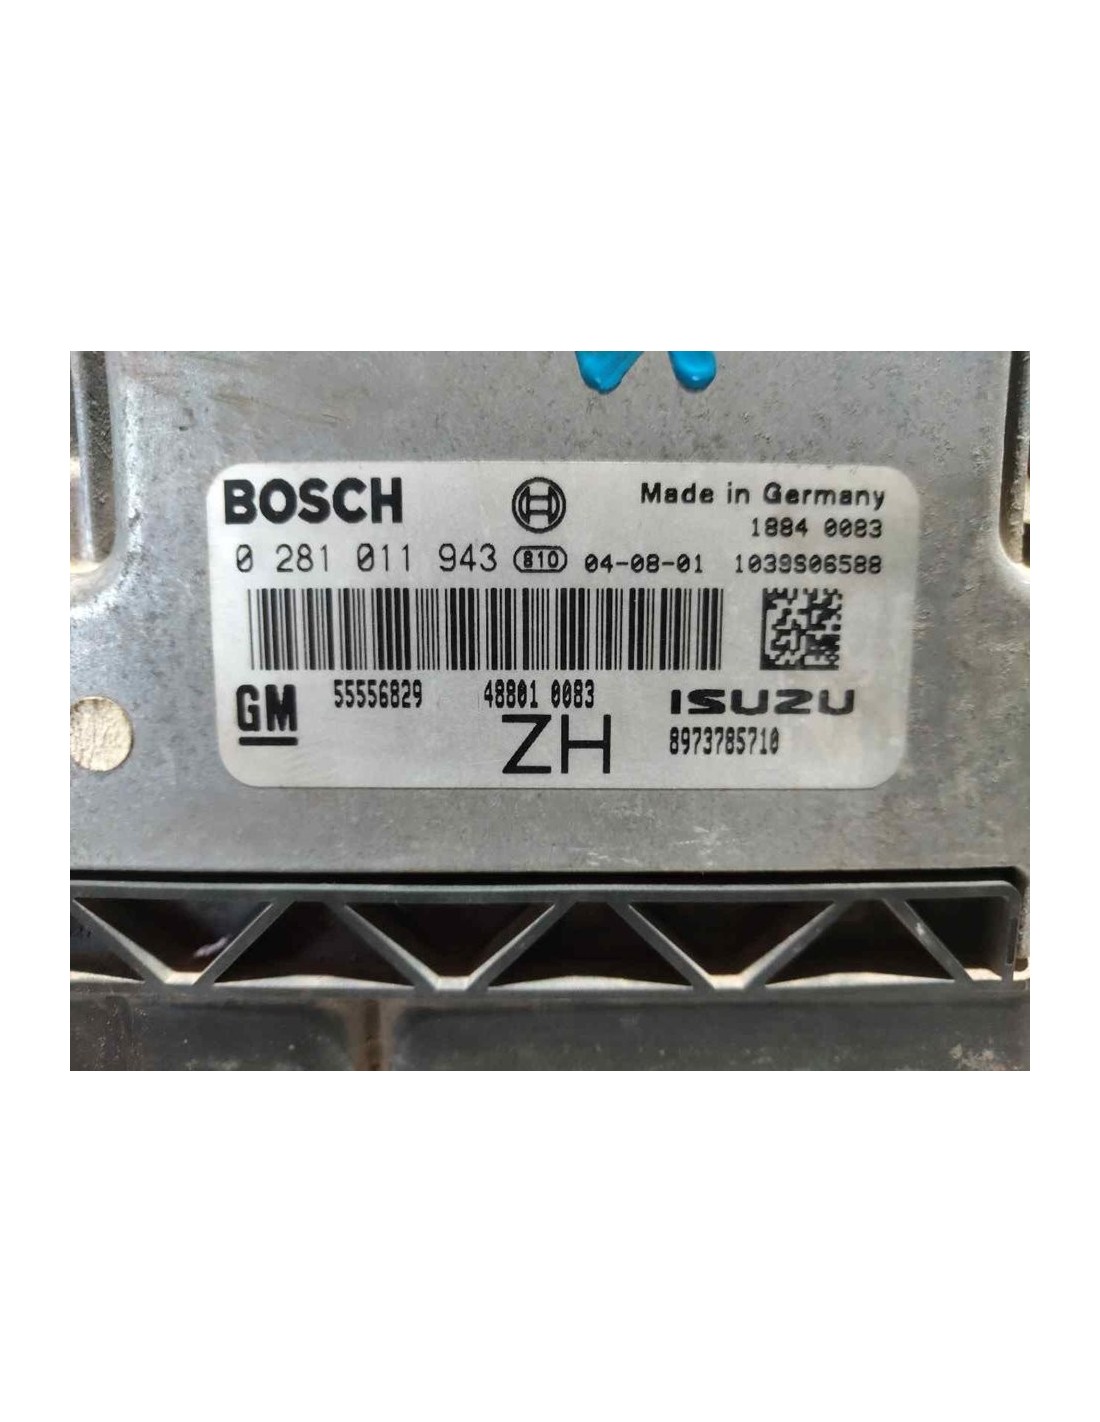 BOSCH
Made in Germany
1884 0083
0 281 011 943 810 04-08-01 1039S06588
GM 55556829 48801 0083 ISUZU
ZH 8973785710